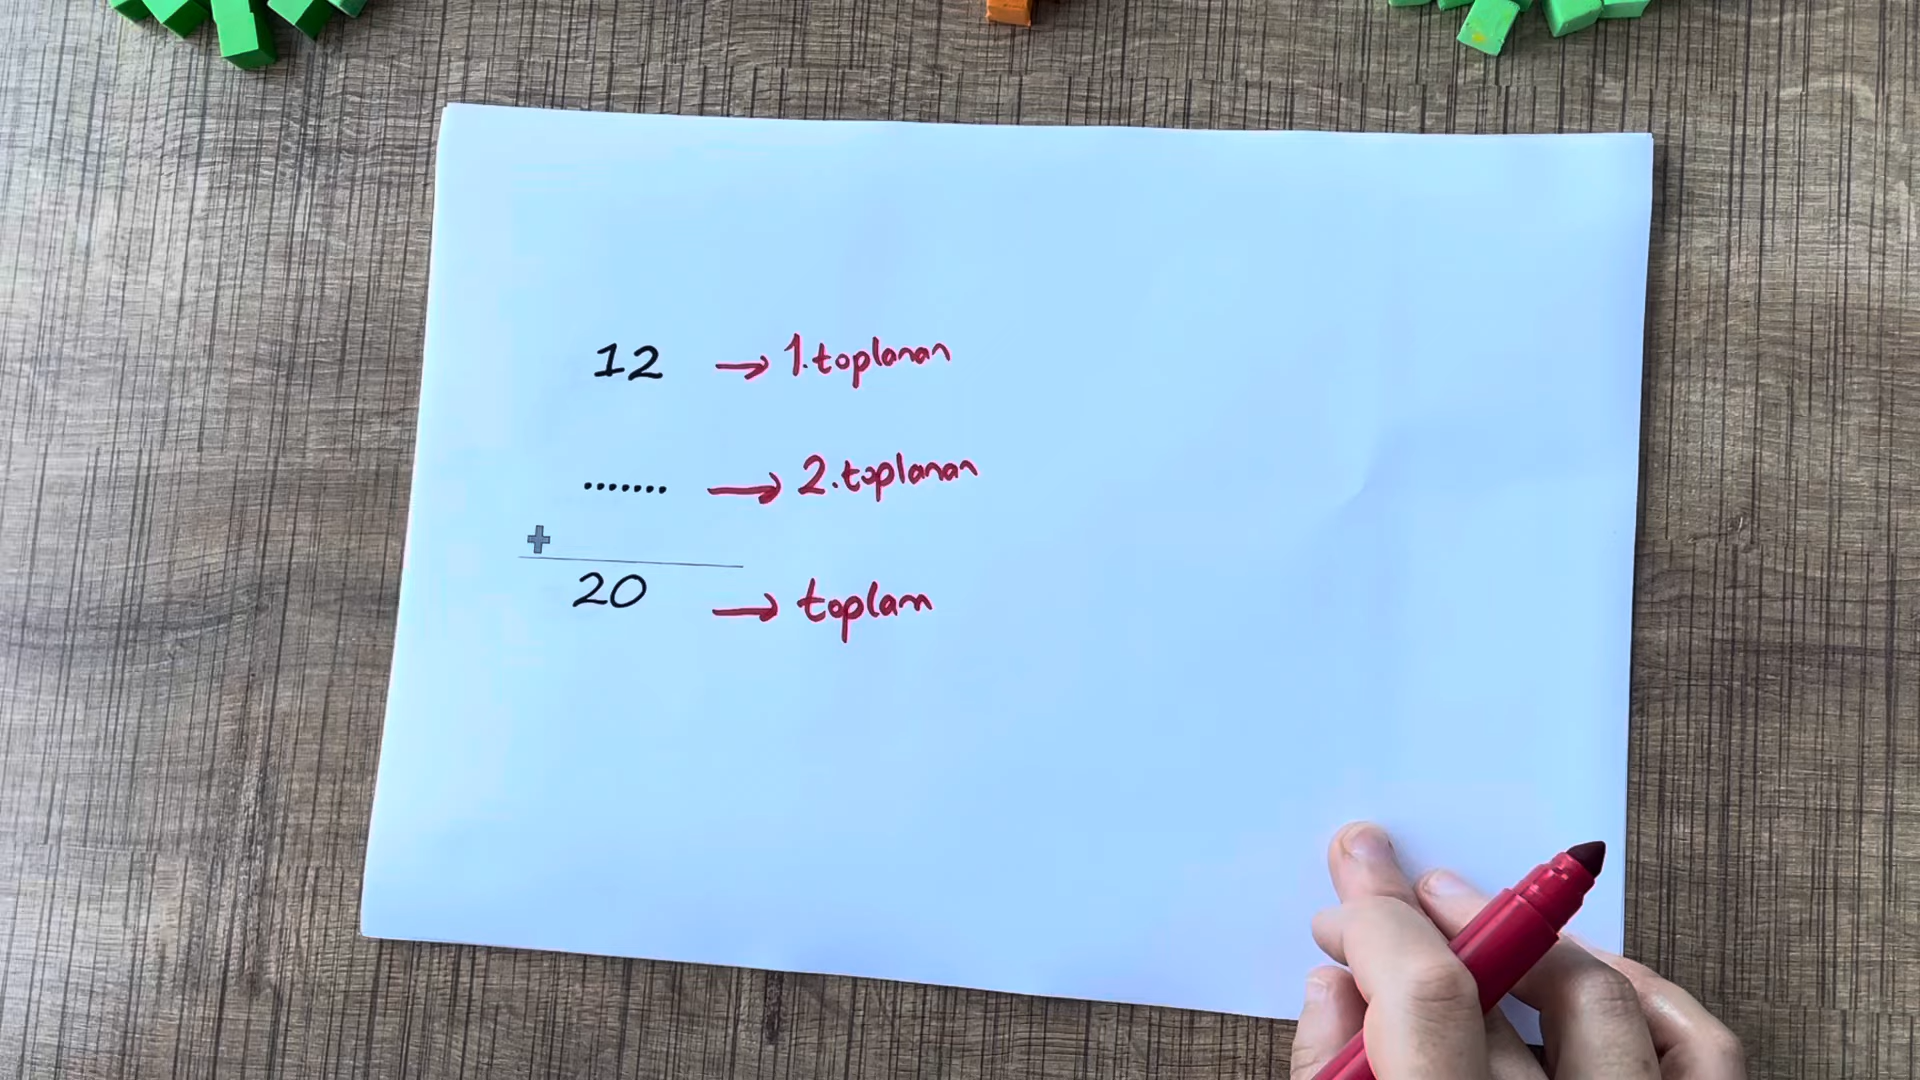 12 → 1.toplanan
....... → 2.toplanan
+
20 → toplam